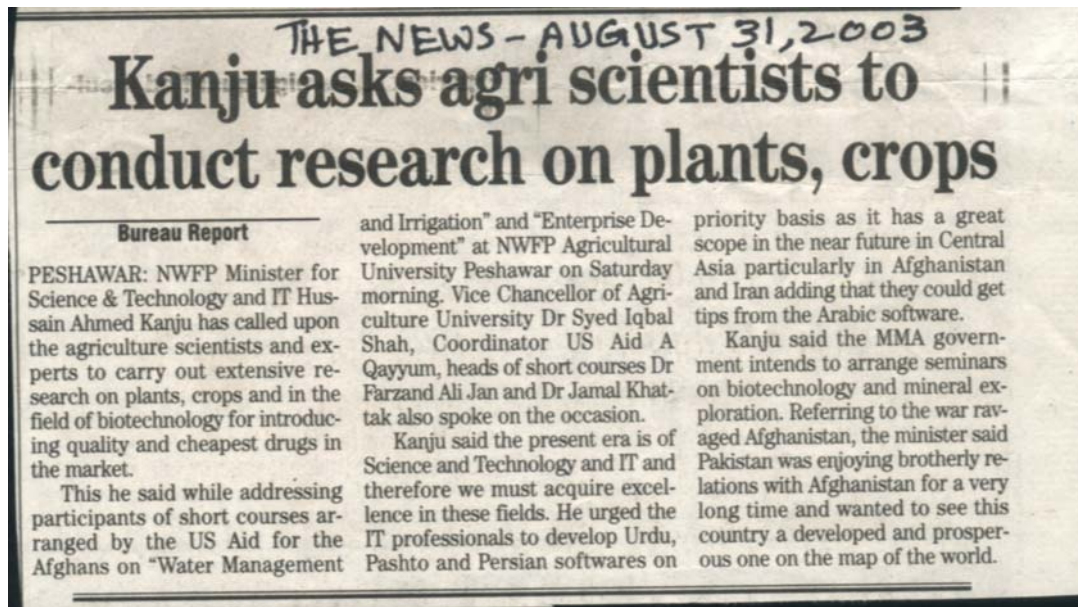 THE NEWS - AUGUST 31, 2003
Kanju asks agri scientists to
conduct research on plants, crops
Bureau Report
PESHAWAR: NWFP Minister for
Science & Technology and IT Hus-
sain Ahmed Kanju has called upon
the agriculture scientists and ex-
perts to carry out extensive re-
search on plants, crops and in the
field of biotechnology for introduc-
ing quality and cheapest drugs in
the market.
This he said while addressing
participants of short courses ar-
ranged by the US Aid for the
Afghans on "Water Management
and Irrigation" and "Enterprise De-
velopment" at NWFP Agricultural
University Peshawar on Saturday
morning. Vice Chancellor of Agri-
culture University Dr Syed Iqbal
Shah, Coordinator US Aid A
Qayyum, heads of short courses Dr
Farzand Ali Jan and Dr Jamal Khat-
tak also spoke on the occasion.
Kanju said the present era is of
Science and Technology and IT and
therefore we must acquire excel-
lence in these fields. He urged the
IT professionals to develop Urdu,
Pashto and Persian softwares on
priority basis as it has a great
scope in the near future in Central
Asia particularly in Afghanistan
and Iran adding that they could get
tips from the Arabic software.
Kanju said the MMA govern-
ment intends to arrange seminars
on biotechnology and mineral ex-
ploration. Referring to the war rav-
aged Afghanistan, the minister said
Pakistan was enjoying brotherly re-
lations with Afghanistan for a very
long time and wanted to see this
country a developed and prosper-
ous one on the map of the world.